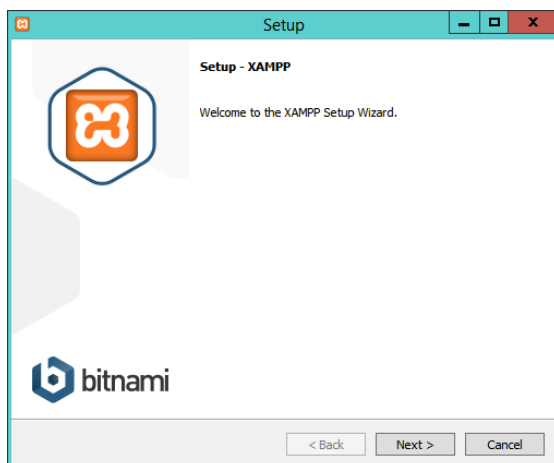 Setup
Setup - XAMPP
Welcome to the XAMPP Setup Wizard.
bitnami
< Back
Next >
Cancel